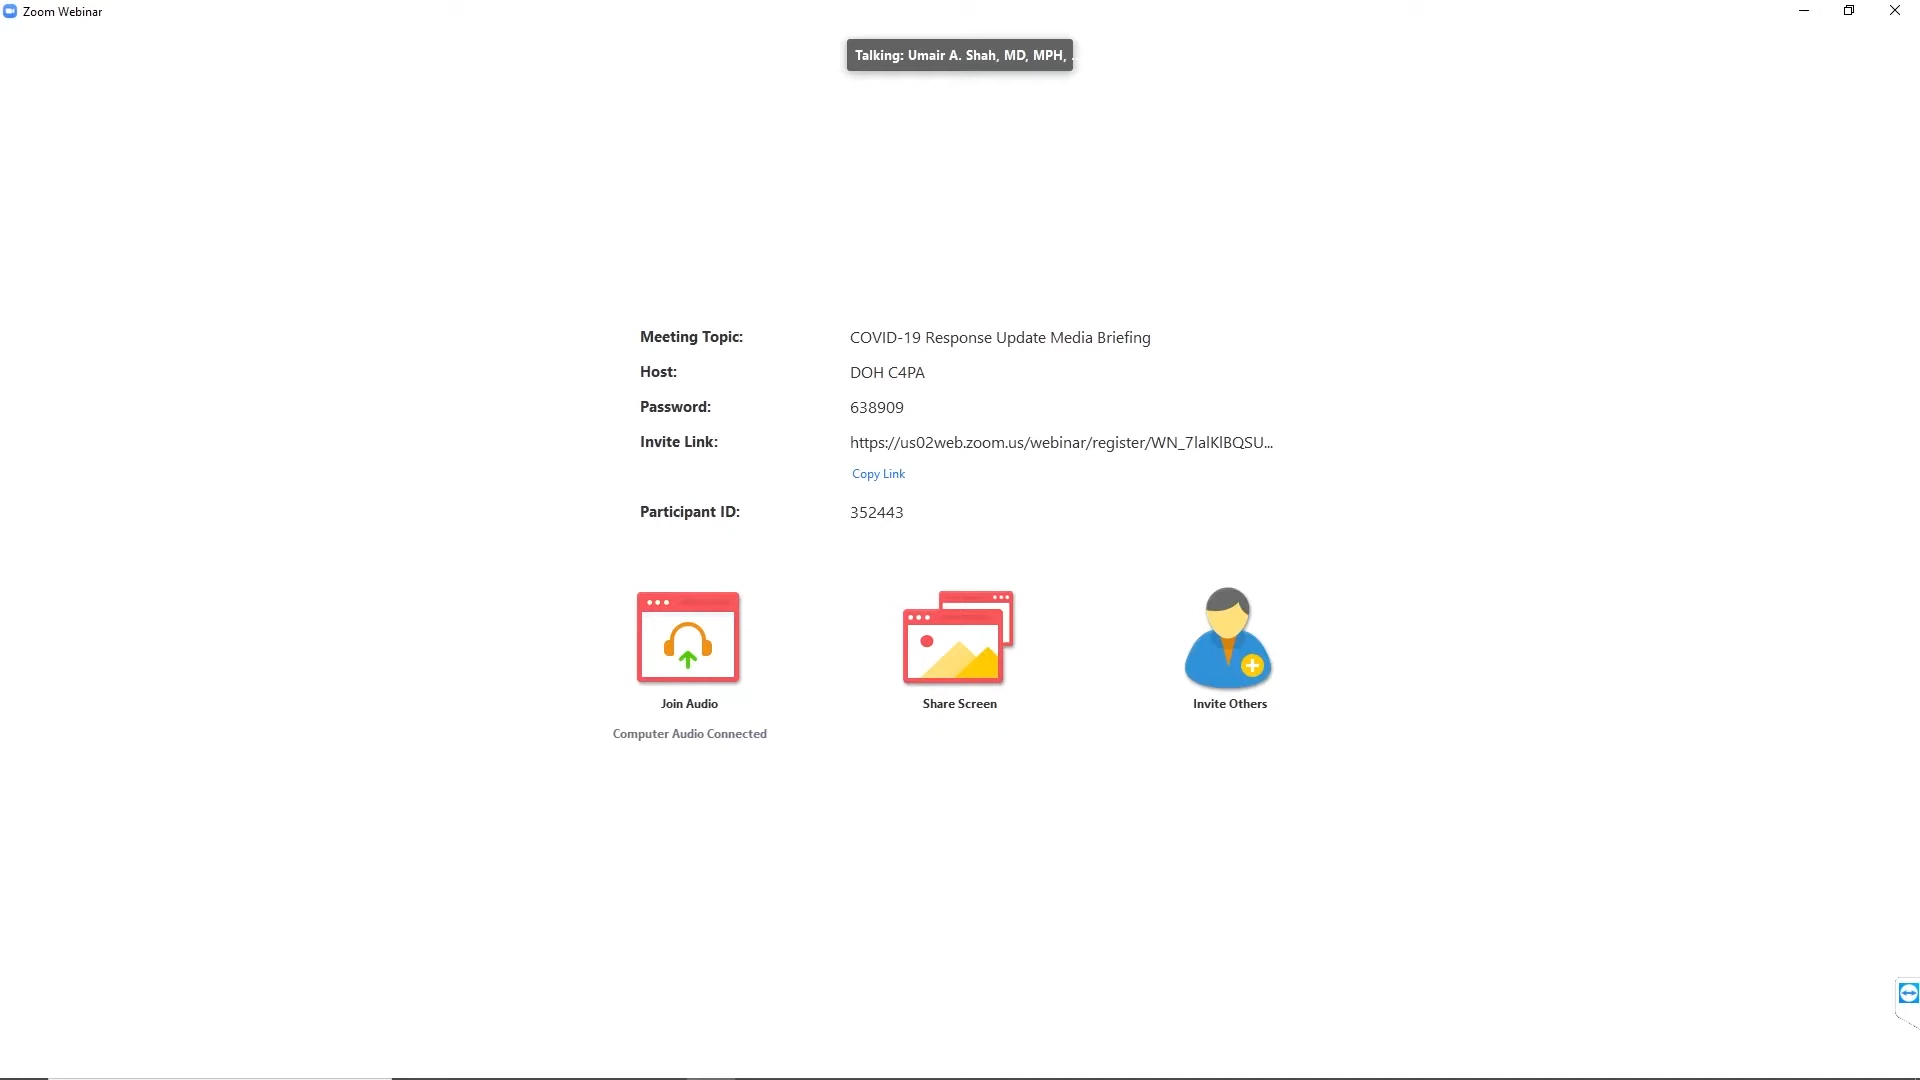 Zoom Webinar
Talking: Umair A. Shah, MD, MPH, .
Meeting Topic: COVID-19 Response Update Media Briefing
Host: DOH C4PA
Password: 638909
Invite Link: https://us02web.zoom.us/webinar/register/WN_7lalKlBQSU...
Copy Link
Participant ID: 352443
Join Audio Share Screen Invite Others
Computer Audio Connected